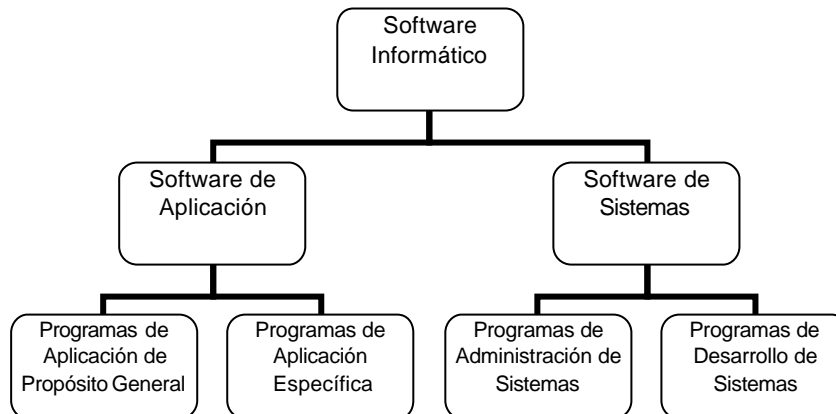 Software
Informático
Software de
Aplicación
Software de
Sistemas
Programas de
Aplicación de
Propósito General
Programas de
Aplicación
Específica
Programas de
Administración de
Sistemas
Programas de
Desarrollo de
Sistemas